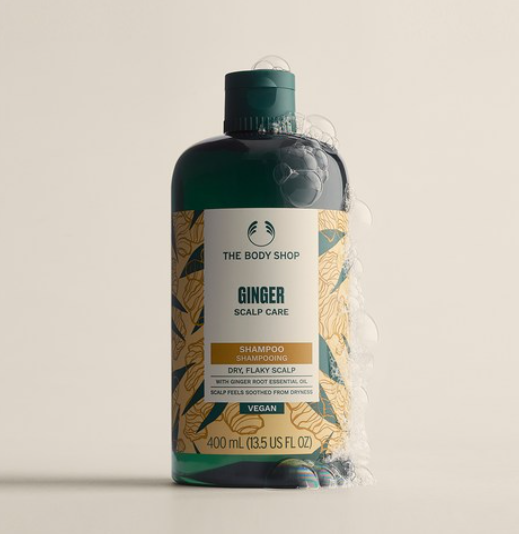 THE BODY SHOP
GINGER
SCALP CARE
SHAMPOO
SHAMPOOING
DRY, FLAKY SCALP
WITH GINGER ROOT ESSENTIAL OIL
SCALP FEELS SOOTHED FROM DRYNESS
VEGAN
400 mL (13.5 US FL OZ)